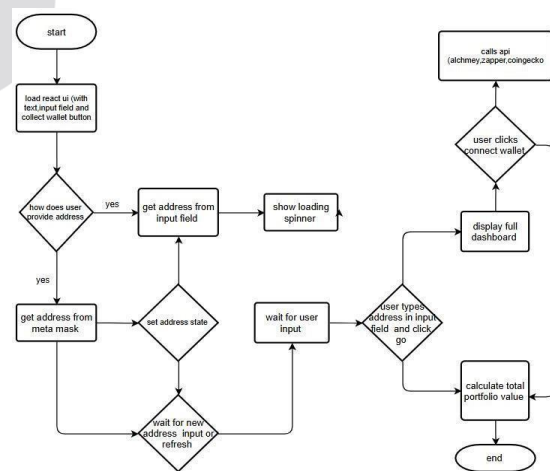 start
load react ui (with
text,input field and
collect wallet button
how does user
provide address
yes
yes
get address from
input field
show loading
spinner
get address from
meta mask
set address state
wait for new
address input or
refresh
wait for user
input
user types
address in input
field and click
go
display full
dashboard
user clicks
connect wallet
calls api
(alchmey,zapper,coingecko
calculate total
portfolio value
end